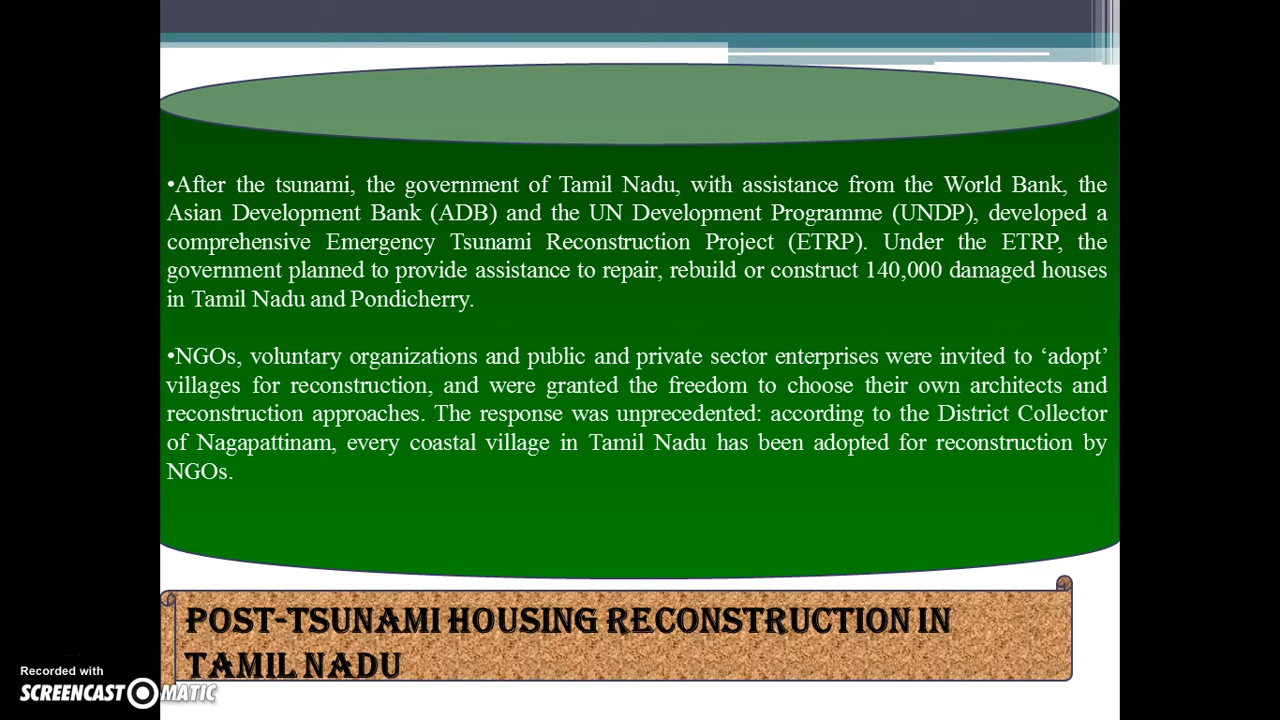 •After the tsunami, the government of Tamil Nadu, with assistance from the World Bank, the
Asian Development Bank (ADB) and the UN Development Programme (UNDP), developed a
comprehensive Emergency Tsunami Reconstruction Project (ETRP). Under the ETRP, the
government planned to provide assistance to repair, rebuild or construct 140,000 damaged houses
in Tamil Nadu and Pondicherry.
•NGOs, voluntary organizations and public and private sector enterprises were invited to ‘adopt’
villages for reconstruction, and were granted the freedom to choose their own architects and
reconstruction approaches. The response was unprecedented: according to the District Collector
of Nagapattinam, every coastal village in Tamil Nadu has been adopted for reconstruction by
NGOs.
POST-TSUNAMI HOUSING RECONSTRUCTION IN
TAMIL NADU
Recorded with
SCREENCAST MATIC